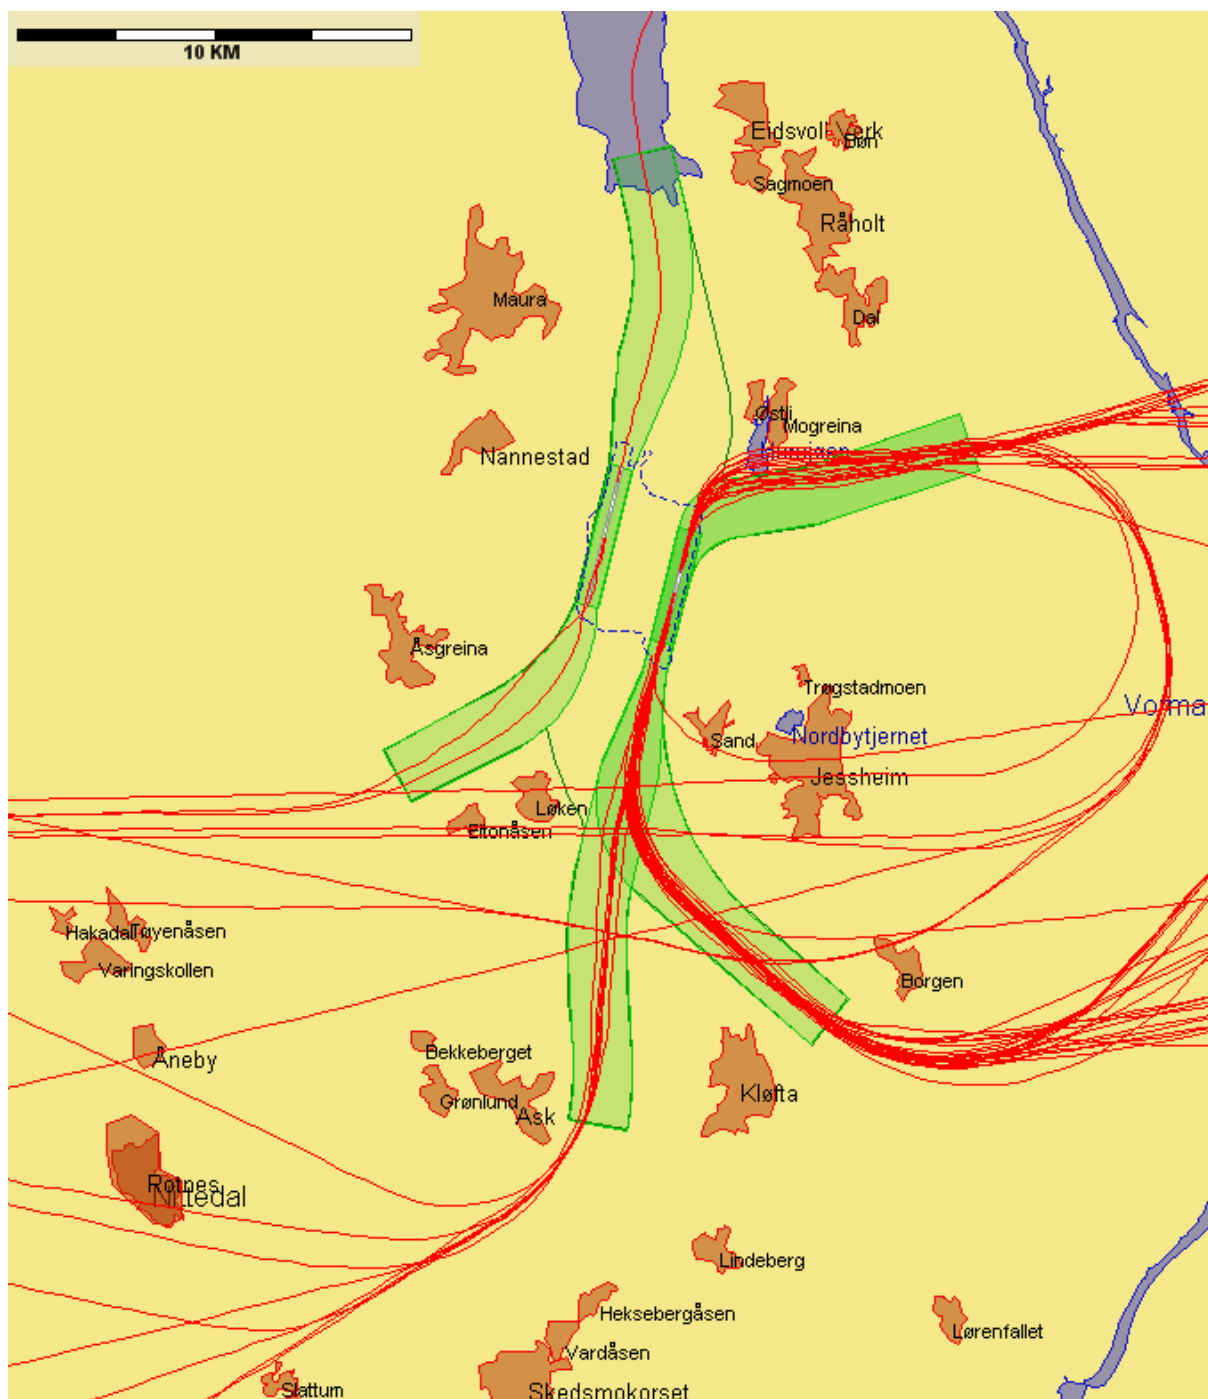 10 KM
Eidsvoll Verk
Bøn
Sagmoen
Råholt
Maura
Dal
Østli
Mogreina
Nannestad
Åsgreina
Trøgstadmoen
Vorma
Nordbytjernet
Sand
Jessheim
Løken
Eltonåsen
Hakadal
Tøyenåsen
Varingskollen
Borgen
Åneby
Bekkeberget
Kløfta
Grønlund
Ask
Rotnes
Nittedal
Lindeberg
Heksebergåsen
Lørenfallet
Vardåsen
Slattum
Skedsmokorset